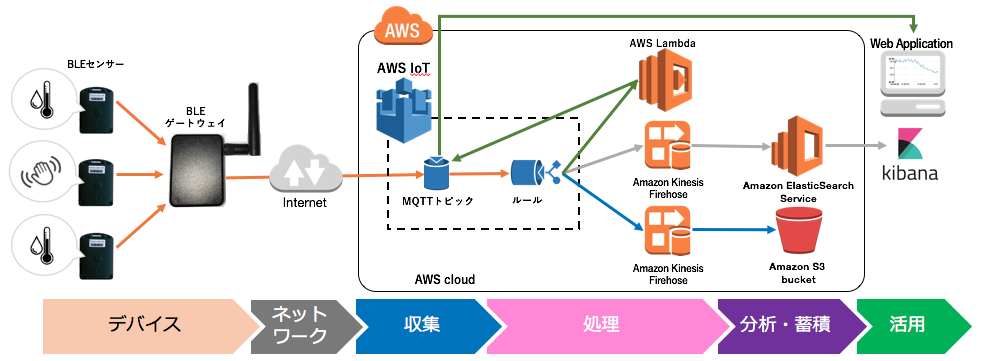 BLEセンサー
BLE
ゲートウェイ
Internet
AWS
AWS IoT
MQTTトピック
ルール
AWS cloud
AWS Lambda
Amazon Kinesis
Firehose
Amazon Kinesis
Firehose
Amazon ElasticSearch
Service
Amazon S3
bucket
Web Application
kibana
デバイス
ネット
ワーク
収集
処理
分析・蓄積
活用